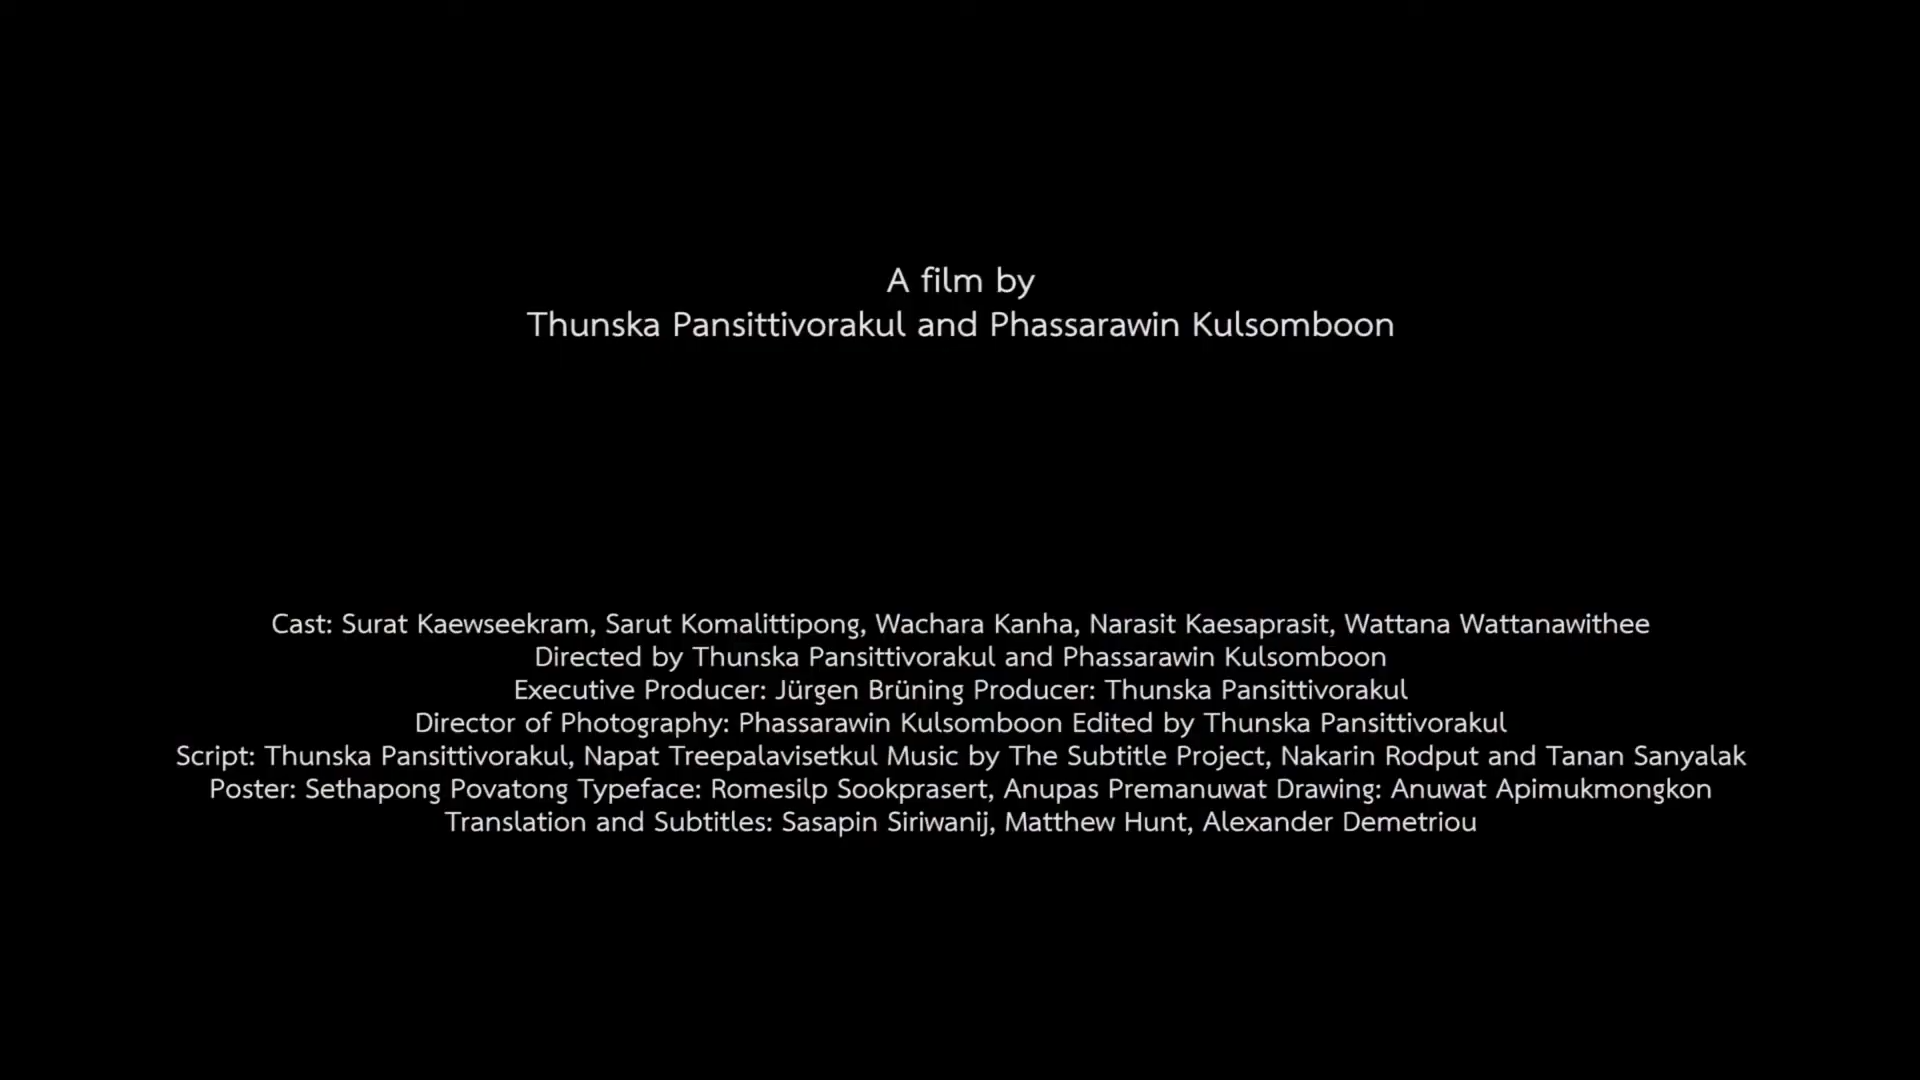 A film by
Thunska Pansittivorakul and Phassarawin Kulsomboon
Cast: Surat Kaewseekram, Sarut Komalittipong, Wachara Kanha, Narasit Kaesaprasit, Wattana Wattanawithee
Directed by Thunska Pansittivorakul and Phassarawin Kulsomboon
Executive Producer: Jürgen Brüning Producer: Thunska Pansittivorakul
Director of Photography: Phassarawin Kulsomboon Edited by Thunska Pansittivorakul
Script: Thunska Pansittivorakul, Napat Treepalavisetkul Music by The Subtitle Project, Nakarin Rodput and Tanan Sanyalak
Poster: Sethapong Povatong Typeface: Romesilp Sookprasert, Anupas Premanuwat Drawing: Anuwat Apimukmongkon
Translation and Subtitles: Sasapin Siriwanij, Matthew Hunt, Alexander Demetriou